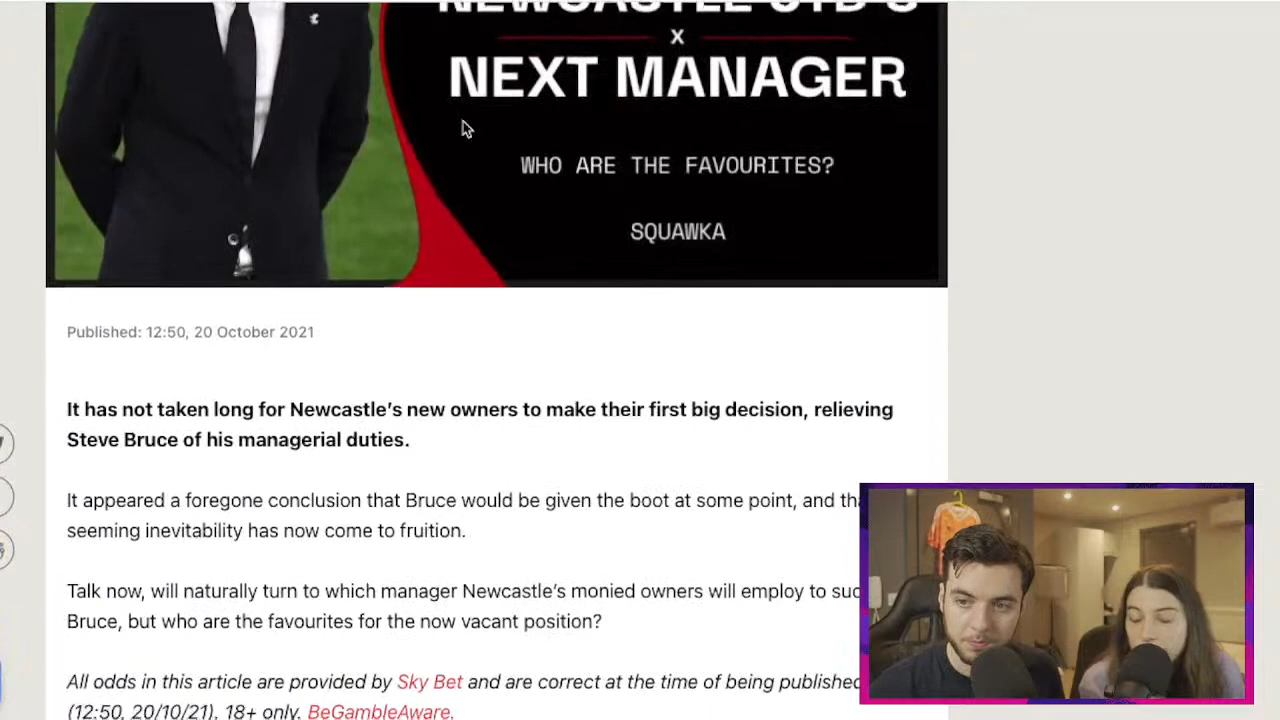 NEWCASTLE UTD'S
X
NEXT MANAGER
WHO ARE THE FAVOURITES?
SQUAWKA
Published: 12:50, 20 October 2021
It has not taken long for Newcastle’s new owners to make their first big decision, relieving
Steve Bruce of his managerial duties.
It appeared a foregone conclusion that Bruce would be given the boot at some point, and tha
seeming inevitability has now come to fruition.
Talk now, will naturally turn to which manager Newcastle’s monied owners will employ to suc
Bruce, but who are the favourites for the now vacant position?
All odds in this article are provided by Sky Bet and are correct at the time of being published
(12:50, 20/10/21). 18+ only. BeGambleAware.